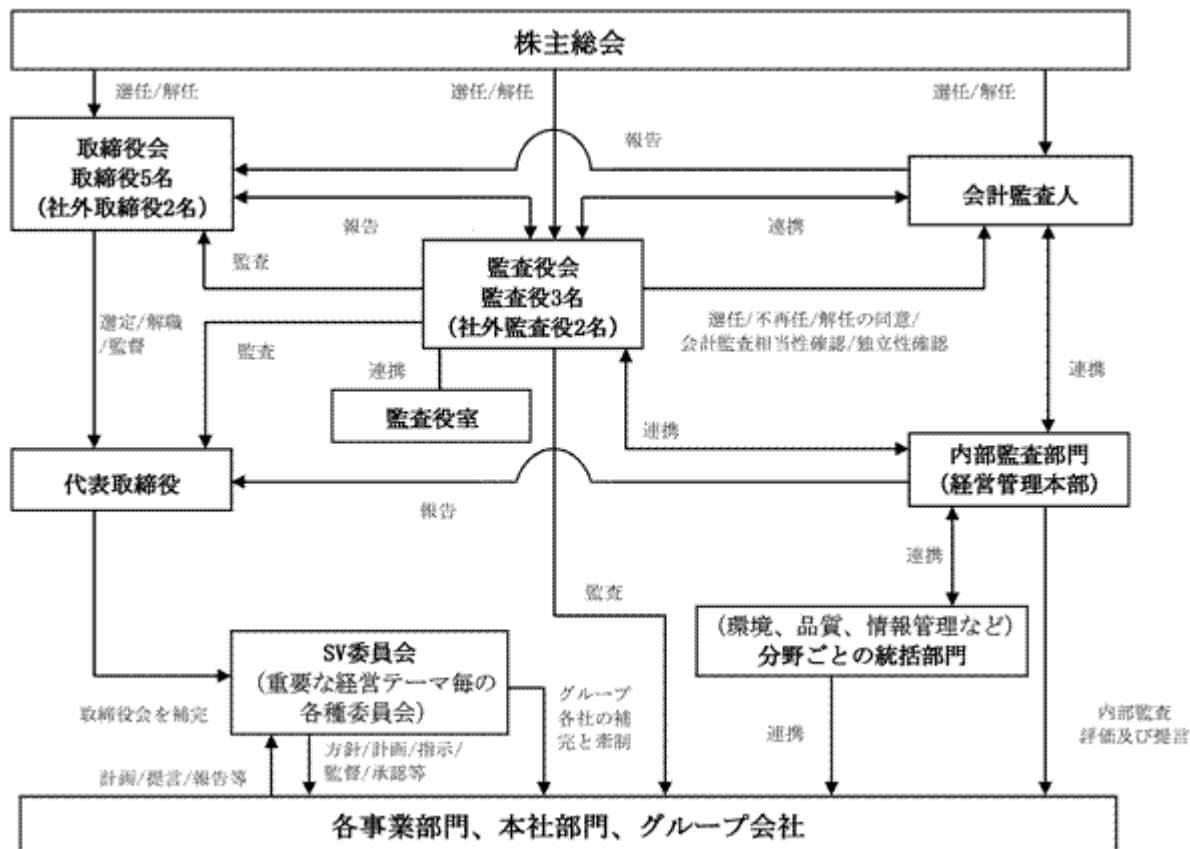 株主総会
選任/解任
選任/解任
選任/解任
取締役会
取締役5名
(社外取締役2名)
報告
会計監査人
報告
連携
監査
監査役会
監査役3名
(社外監査役2名)
選定/解職
/監督
監査
選任/不再任/解任の同意/
会計監査相当性確認/独立性確認
連携
連携
監査役室
連携
代表取締役
内部監査部門
(経営管理本部)
報告
連携
監査
(環境、品質、情報管理など)
分野ごとの統括部門
SV委員会
(重要な経営テーマ毎の
各種委員会)
取締役会を補完
グループ
各社の補
完と牽制
連携
内部監査
評価及び提言
方針/計画/指示/
監督/承認等
計画/提言/報告等
各事業部門、本社部門、グループ会社